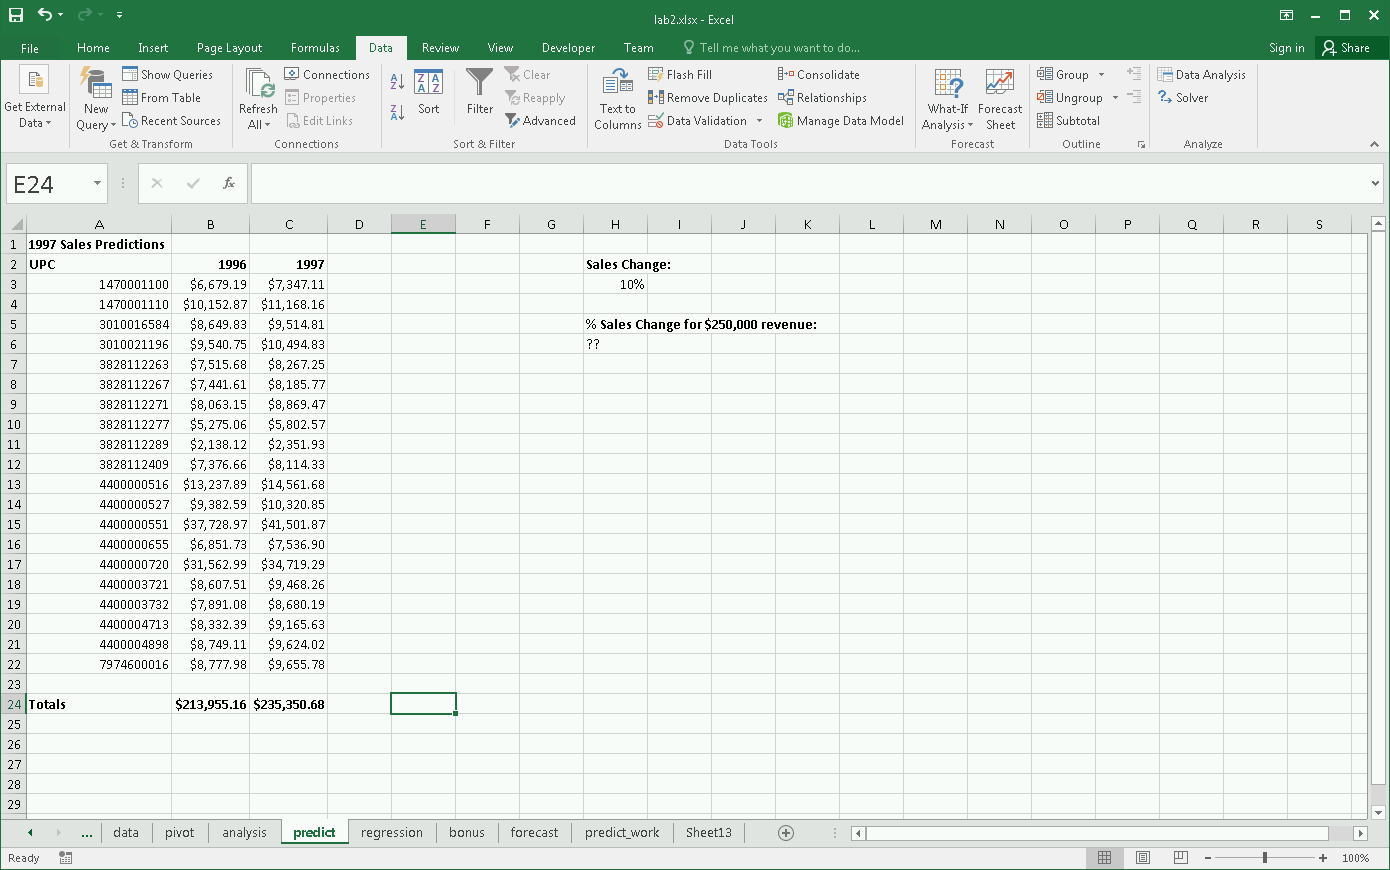 lab2.xlsx - Excel
File Home Insert Page Layout Formulas Data Review View Developer Team Tell me what you want to do... Sign in Share
Get External Data
New Query
Show Queries
From Table
Recent Sources
Get & Transform
Refresh All
Connections
Properties
Edit Links
Connections
A Z
Z A
Z A A Z
Sort
Filter
Clear
Reapply
Advanced
Sort & Filter
Text to Columns
Flash Fill
Remove Duplicates
Data Validation
Consolidate
Relationships
Manage Data Model
Data Tools
What-If Analysis
Forecast Sheet
Forecast
Group
Ungroup
Subtotal
Outline
Data Analysis
Solver
Analyze
E24 fx
A B C D E F G H I J K L M N O P Q R S
1 1997 Sales Predictions
2 UPC 1996 1997 Sales Change:
3 1470001100 $6,679.19 $7,347.11 10%
4 1470001110 $10,152.87 $11,168.16
5 3010016584 $8,649.83 $9,514.81 % Sales Change for $250,000 revenue:
6 3010021196 $9,540.75 $10,494.83 ??
7 3828112263 $7,515.68 $8,267.25
8 3828112267 $7,441.61 $8,185.77
9 3828112271 $8,063.15 $8,869.47
10 3828112277 $5,275.06 $5,802.57
11 3828112289 $2,138.12 $2,351.93
12 3828112409 $7,376.66 $8,114.33
13 4400000516 $13,237.89 $14,561.68
14 4400000527 $9,382.59 $10,320.85
15 4400000551 $37,728.97 $41,501.87
16 4400000655 $6,851.73 $7,536.90
17 4400000720 $31,562.99 $34,719.29
18 4400003721 $8,607.51 $9,468.26
19 4400003732 $7,891.08 $8,680.19
20 4400004713 $8,332.39 $9,165.63
21 4400004898 $8,749.11 $9,624.02
22 7974600016 $8,777.98 $9,655.78
23
24 Totals $213,955.16 $235,350.68
25
26
27
28
29
... data pivot analysis predict regression bonus forecast predict_work Sheet13
Ready 100%